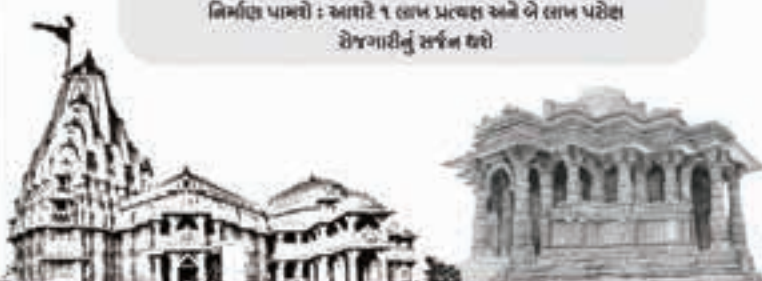 નિર્માણ પામશે : આશરે ૧ લાખ પ્રત્યક્ષ અને બે લાખ પરોક્ષ
રોજગારીનું સર્જન થશે